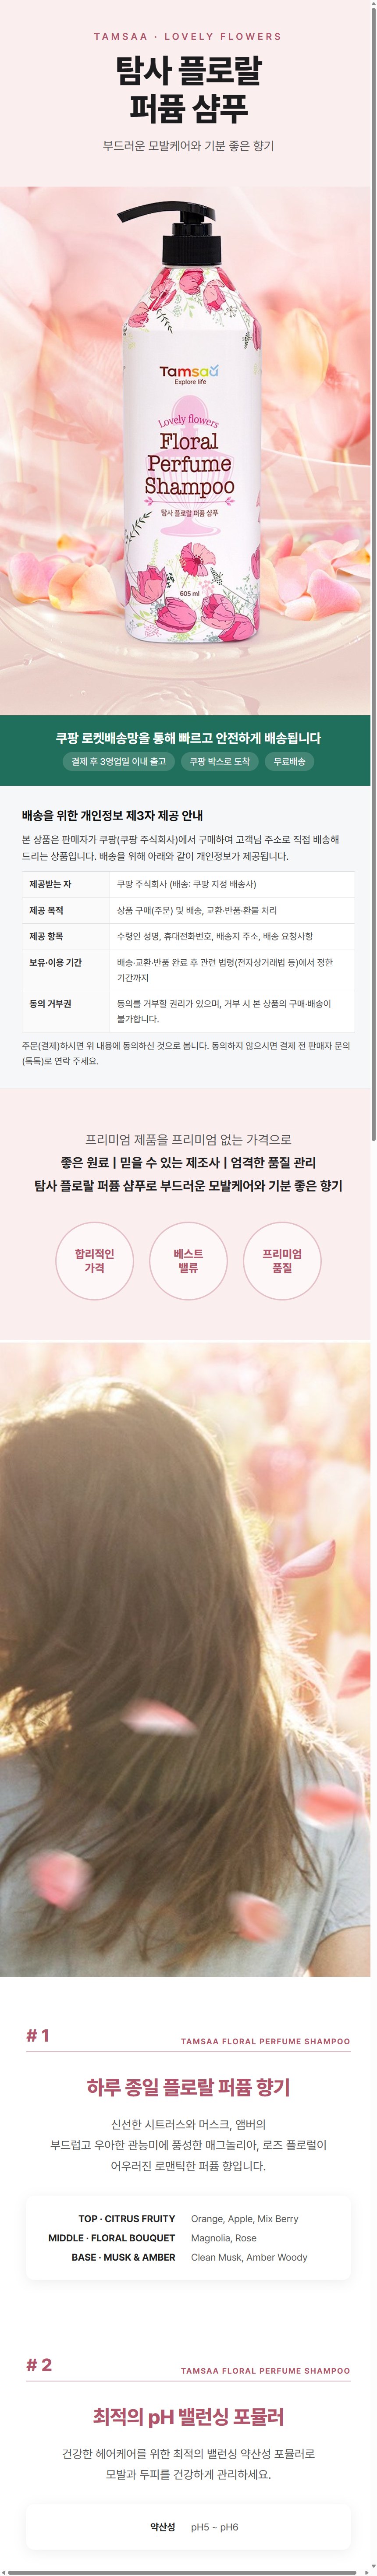 TAMSAA · LOVELY FLOWERS
탐사 플로랄
퍼퓸 샴푸
부드러운 모발케어와 기분 좋은 향기
Tamsaa
Explore life
Lovely flowers
Floral
Perfume
Shampoo
탐사 플로랄 퍼퓸 샴푸
605 ml
쿠팡 로켓배송망을 통해 빠르고 안전하게 배송됩니다
결제 후 3영업일 이내 출고 쿠팡 박스로 도착 무료배송
배송을 위한 개인정보 제3자 제공 안내
본 상품은 판매자가 쿠팡(쿠팡 주식회사)에서 구매하여 고객님 주소로 직접 배송해
드리는 상품입니다. 배송을 위해 아래와 같이 개인정보가 제공됩니다.
제공받는 자 쿠팡 주식회사 (배송: 쿠팡 지정 배송사)
제공 목적 상품 구매(주문) 및 배송, 교환·반품·환불 처리
제공 항목 수령인 성명, 휴대전화번호, 배송지 주소, 배송 요청사항
보유·이용 기간 배송·교환·반품 완료 후 관련 법령(전자상거래법 등)에서 정한
기간까지
동의 거부권 동의를 거부할 권리가 있으며, 거부 시 본 상품의 구매·배송이
불가합니다.
주문(결제)하시면 위 내용에 동의하신 것으로 봅니다. 동의하지 않으시면 결제 전 판매자 문의
(톡톡)로 연락 주세요.
프리미엄 제품을 프리미엄 없는 가격으로
좋은 원료 | 믿을 수 있는 제조사 | 엄격한 품질 관리
탐사 플로랄 퍼퓸 샴푸로 부드러운 모발케어와 기분 좋은 향기
합리적인
가격
베스트
밸류
프리미엄
품질
# 1 TAMSAA FLORAL PERFUME SHAMPOO
하루 종일 플로랄 퍼퓸 향기
신선한 시트러스와 머스크, 앰버의
부드럽고 우아한 관능미에 풍성한 매그놀리아, 로즈 플로럴이
어우러진 로맨틱한 퍼퓸 향입니다.
TOP · CITRUS FRUITY Orange, Apple, Mix Berry
MIDDLE · FLORAL BOUQUET Magnolia, Rose
BASE · MUSK & AMBER Clean Musk, Amber Woody
# 2 TAMSAA FLORAL PERFUME SHAMPOO
최적의 pH 밸런싱 포뮬러
건강한 헤어케어를 위한 최적의 밸런싱 약산성 포뮬러로
모발과 두피를 건강하게 관리하세요.
약산성 pH5 ~ pH6